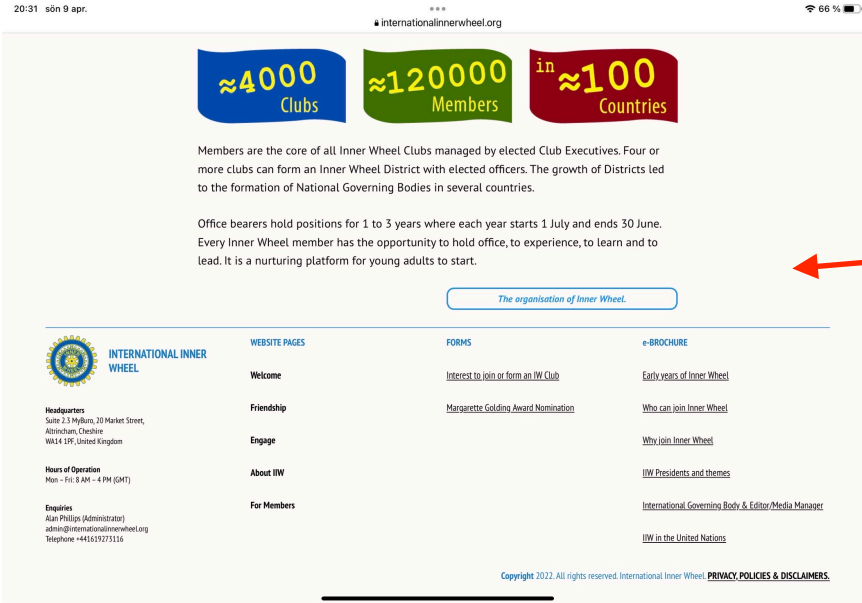 20:31 sön 9 apr.
66 %
internationalinnerwheel.org
≈4000
Clubs
≈120000
Members
in ≈100
Countries
Members are the core of all Inner Wheel Clubs managed by elected Club Executives. Four or
more clubs can form an Inner Wheel District with elected officers. The growth of Districts led
to the formation of National Governing Bodies in several countries.
Office bearers hold positions for 1 to 3 years where each year starts 1 July and ends 30 June.
Every Inner Wheel member has the opportunity to hold office, to experience, to learn and to
lead. It is a nurturing platform for young adults to start.
The organisation of Inner Wheel.
INTERNATIONAL INNER
WHEEL
Headquarters
Suite 2.3 MyBuro, 20 Market Street,
Altrincham, Cheshire
WA14 1PF, United Kingdom
Hours of Operation
Mon – Fri: 8 AM – 4 PM (GMT)
Enquiries
Alan Phillips (Administrator)
admin@internationalinnerwheel.org
Telephone +441619273116
WEBSITE PAGES
Welcome
Friendship
Engage
About IIW
For Members
FORMS
Interest to join or form an IW Club
Margarette Golding Award Nomination
e-BROCHURE
Early years of Inner Wheel
Who can join Inner Wheel
Why join Inner Wheel
IIW Presidents and themes
International Governing Body & Editor/Media Manager
IIW in the United Nations
Copyright 2022. All rights reserved. International Inner Wheel. PRIVACY, POLICIES & DISCLAIMERS.